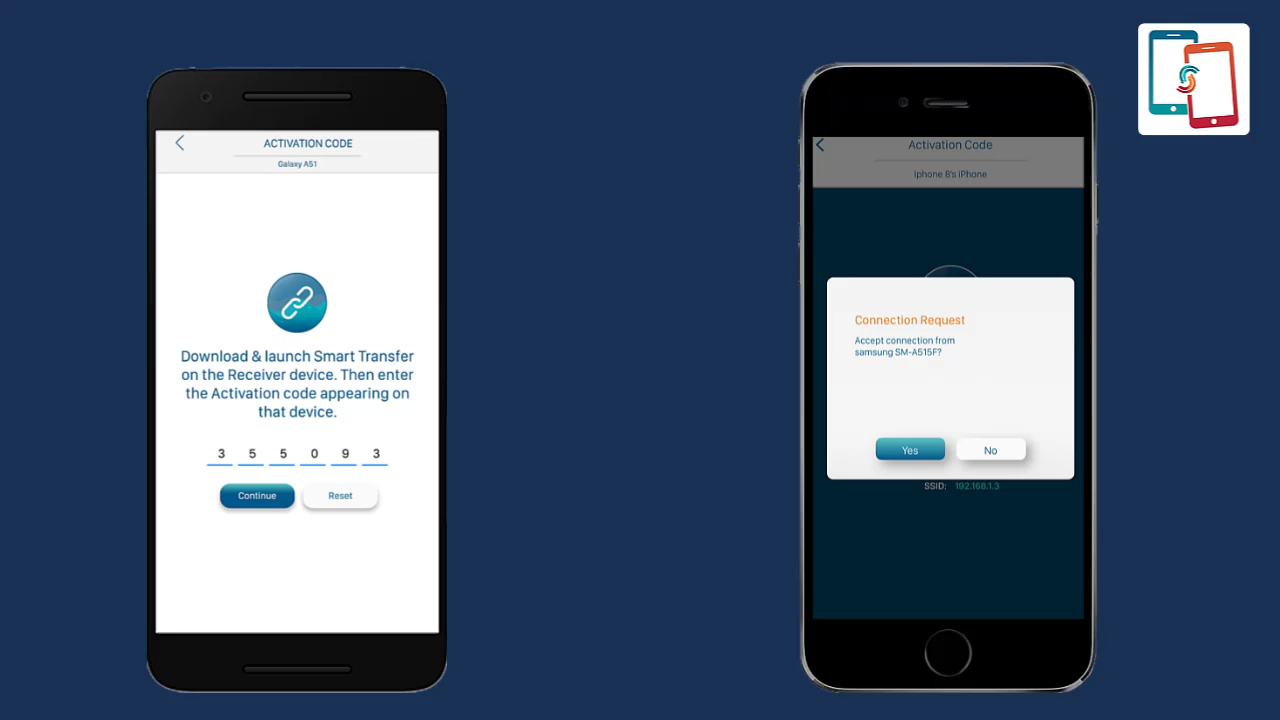 ACTIVATION CODE
Galaxy A51
Download & launch Smart Transfer
on the Receiver device. Then enter
the Activation code appearing on
that device.
3 5 5 0 9 3
Continue Reset
Activation Code
Iphone 8's iPhone
Connection Request
Accept connection from
samsung SM-A515F?
Yes No
SSID: 192.168.1.3